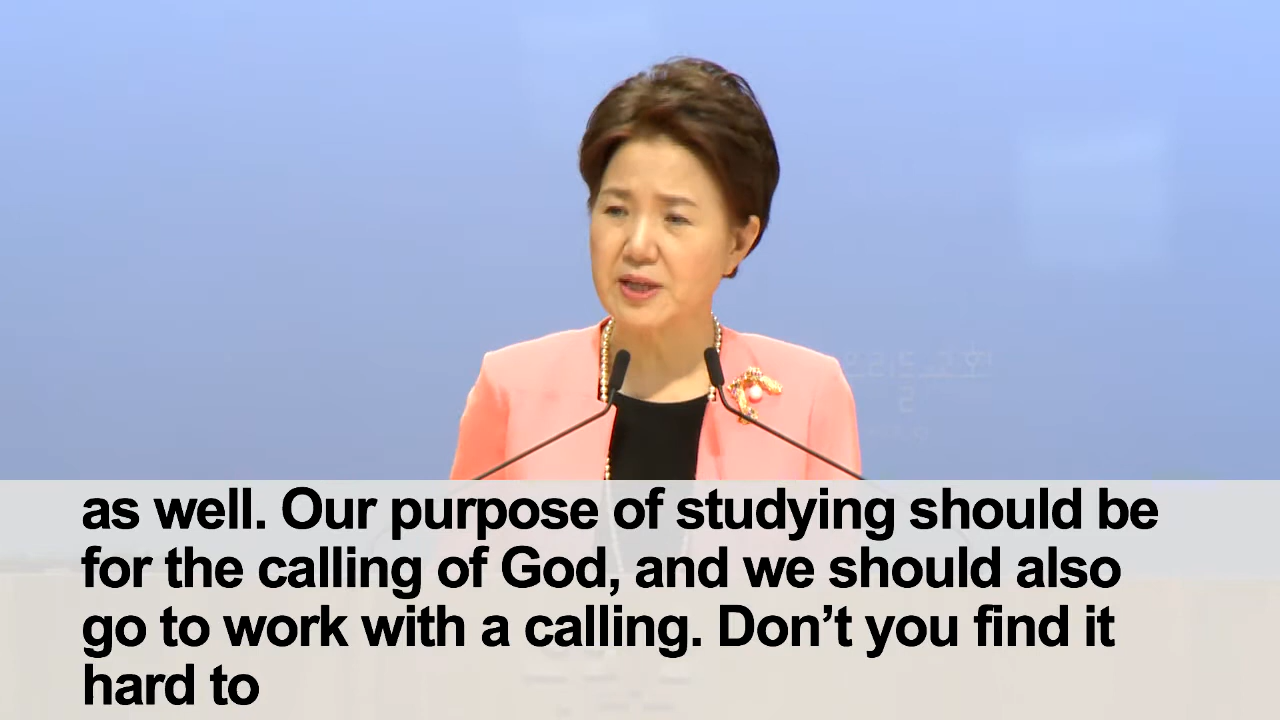 as well. Our purpose of studying should be
for the calling of God, and we should also
go to work with a calling. Don’t you find it
hard to